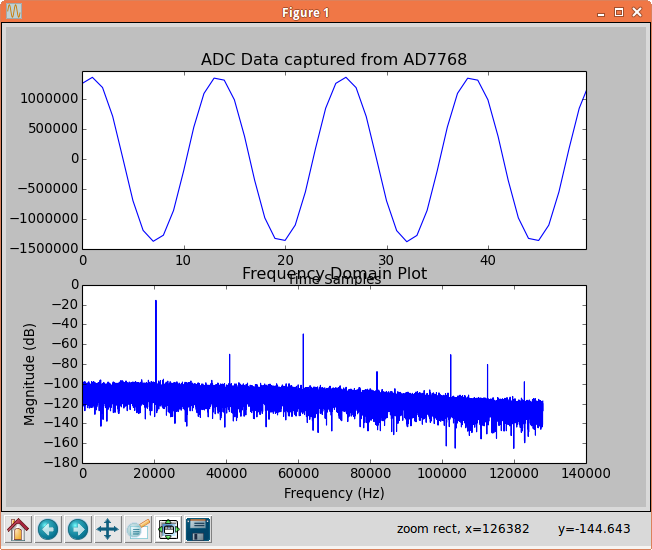 Figure 1
ADC Data captured from AD7768
1000000
500000
0
−500000
−1000000
−1500000
0 10 20 30 40
Time Samples
Frequency Domain Plot
Magnitude (dB)
0
−20
−40
−60
−80
−100
−120
−140
−160
−180
0 20000 40000 60000 80000 100000 120000 140000
Frequency (Hz)
zoom rect, x=126382 y=-144.643